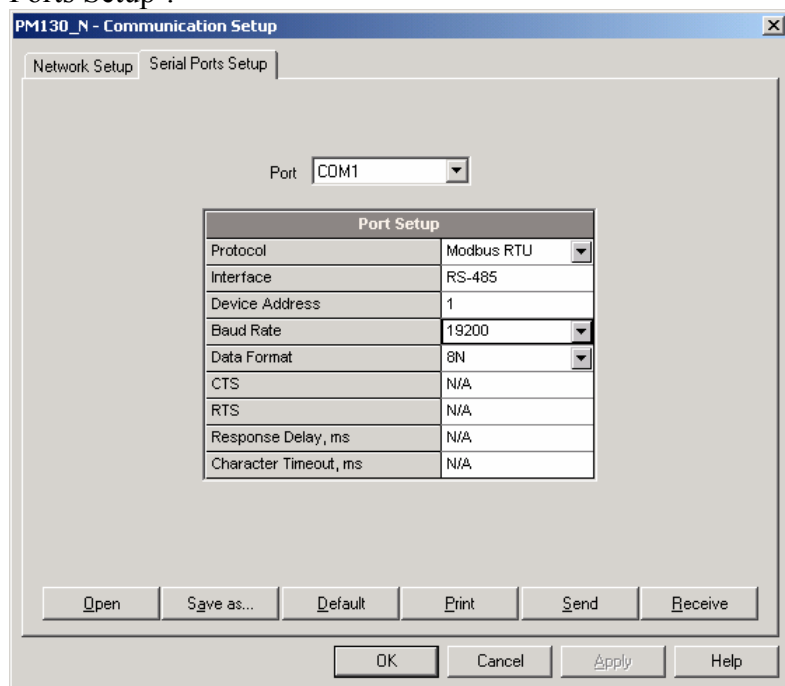 Ports Setup".
PM130_N - Communication Setup
Network Setup Serial Ports Setup
Port COM1
Port Setup
Protocol Modbus RTU
Interface RS-485
Device Address 1
Baud Rate 19200
Data Format 8N
CTS N/A
RTS N/A
Response Delay, ms N/A
Character Timeout, ms N/A
Open Save as... Default Print Send Receive
OK Cancel Apply Help